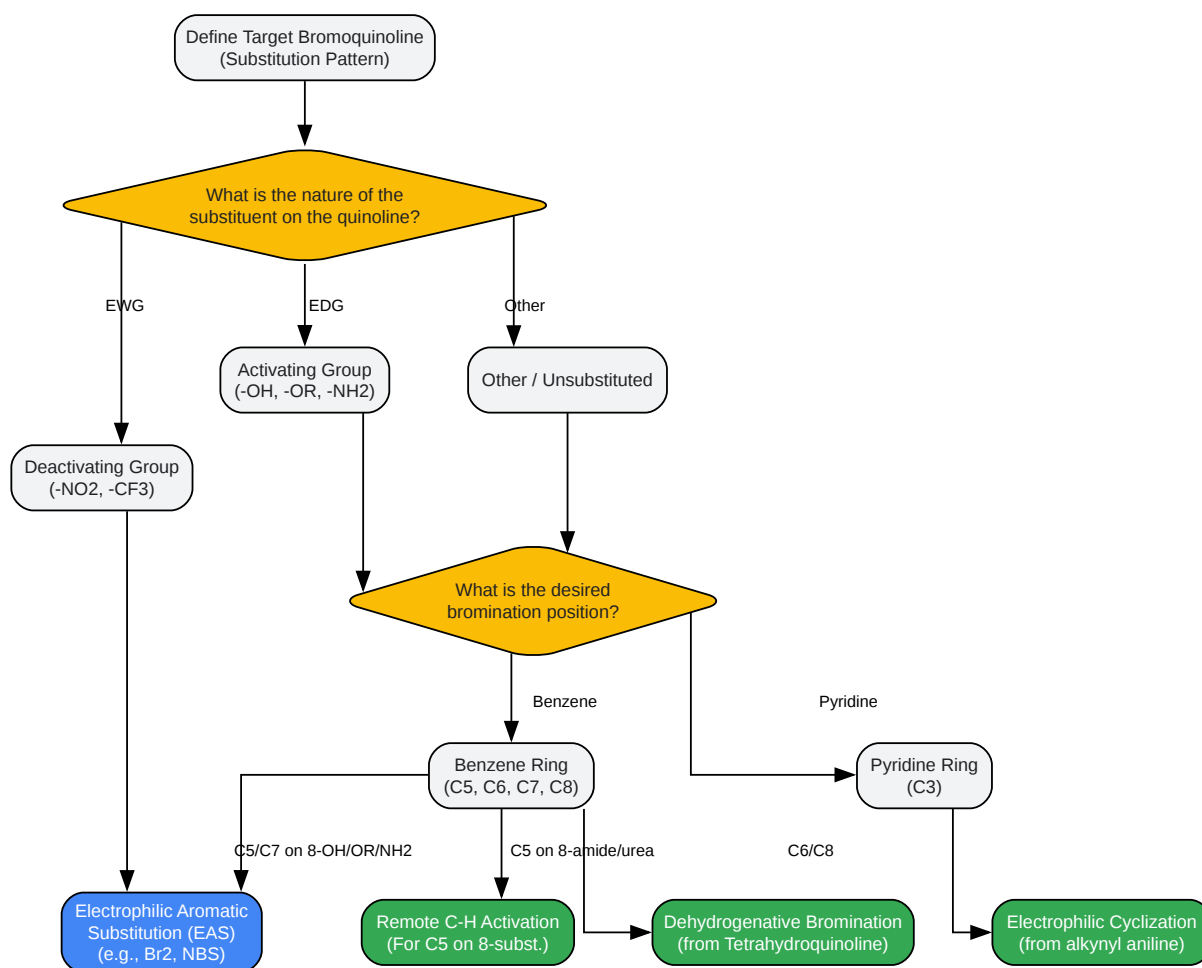 Define Target Bromoquinoline
(Substitution Pattern)
What is the nature of the
substituent on the quinoline?
EWG
EDG
Other
Activating Group
(-OH, -OR, -NH2)
Other / Unsubstituted
Deactivating Group
(-NO2, -CF3)
What is the desired
bromination position?
Benzene
Pyridine
Benzene Ring
(C5, C6, C7, C8)
Pyridine Ring
(C3)
C5/C7 on 8-OH/OR/NH2
C5 on 8-amide/urea
C6/C8
Electrophilic Aromatic
Substitution (EAS)
(e.g., Br2, NBS)
Remote C-H Activation
(For C5 on 8-subst.)
Dehydrogenative Bromination
(from Tetrahydroquinoline)
Electrophilic Cyclization
(from alkynyl aniline)